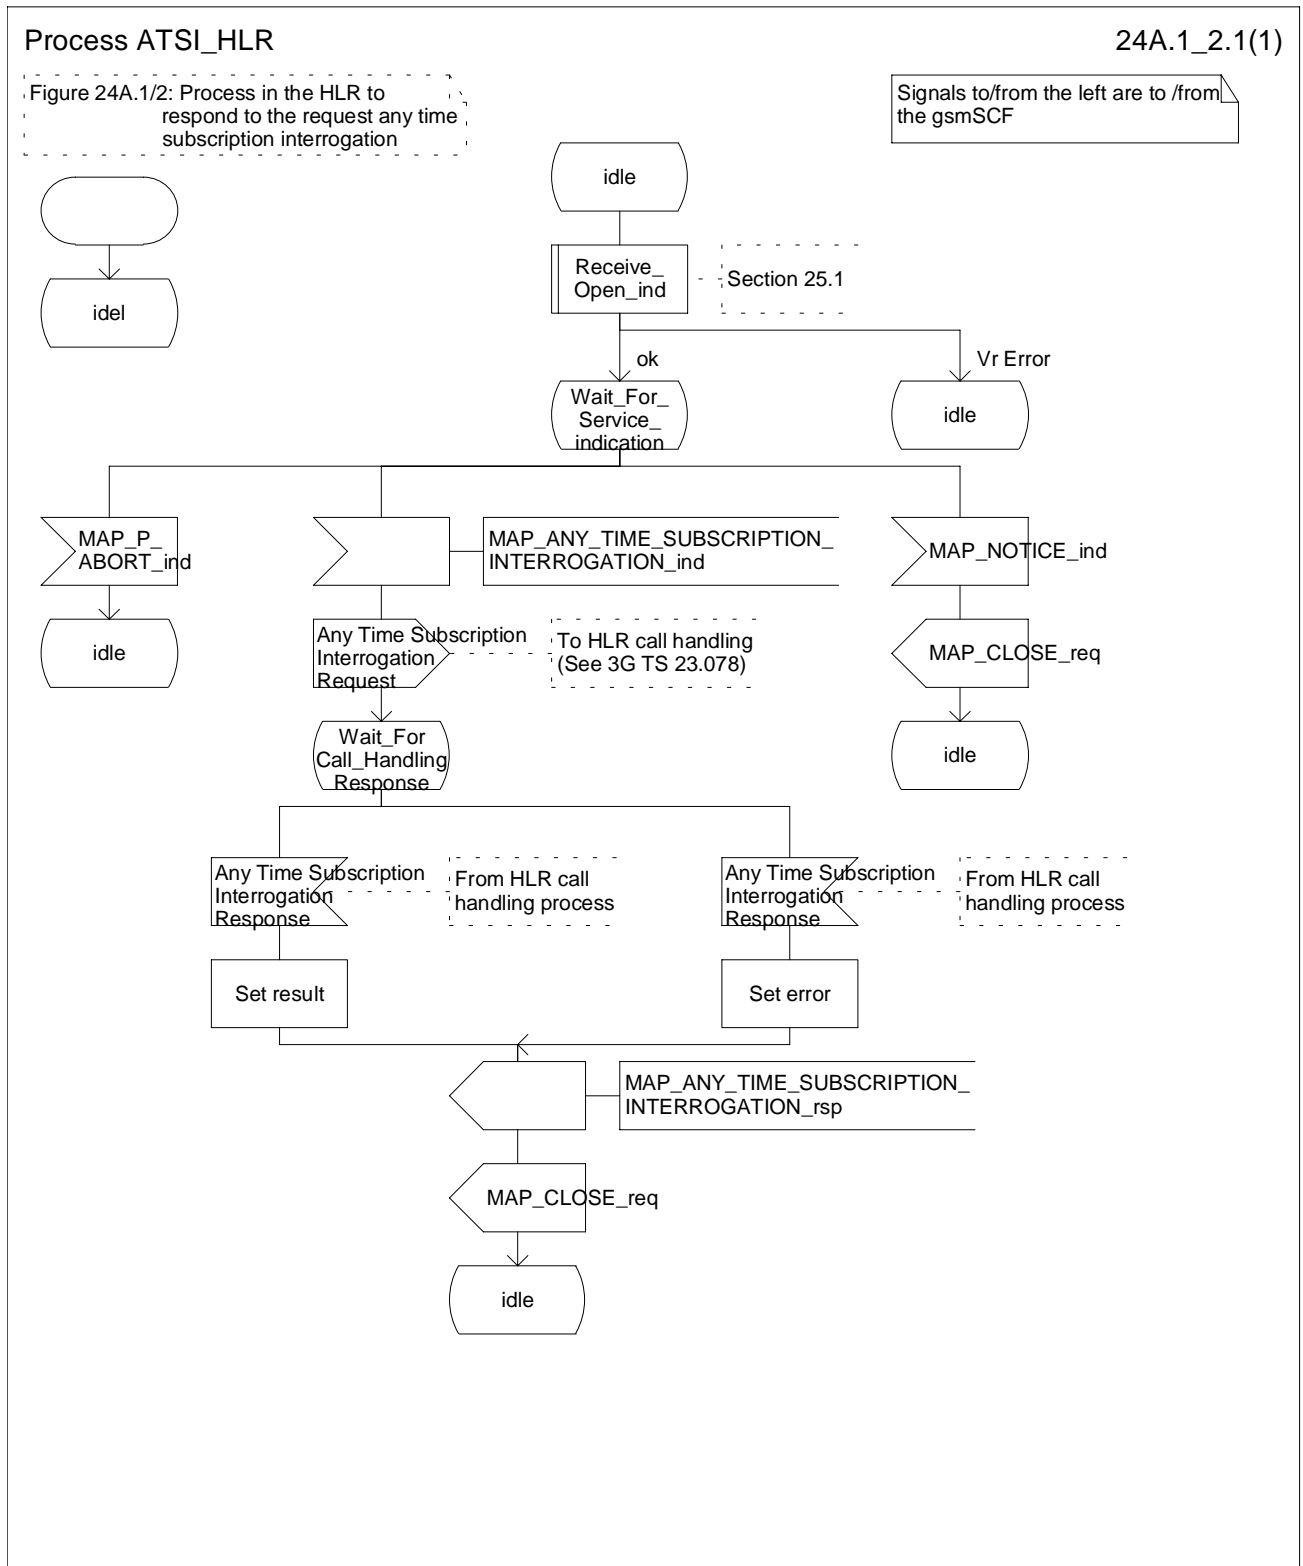 Process ATSI_HLR
24A.1_2.1(1)
Figure 24A.1/2: Process in the HLR to
respond to the request any time
subscription interrogation
Signals to/from the left are to /from
the gsmSCF
idle
idel
Receive_
Open_ind
Section 25.1
ok
Vr Error
Wait_For_
Service_
indication
idle
MAP_P_
ABORT_ind
MAP_ANY_TIME_SUBSCRIPTION_
INTERROGATION_ind
MAP_NOTICE_ind
idle
Any Time Subscription
Interrogation
Request
To HLR call handling
(See 3G TS 23.078)
MAP_CLOSE_req
Wait_For
Call_Handling
Response
idle
Any Time Subscription
Interrogation
Response
From HLR call
handling process
Any Time Subscription
Interrogation
Response
From HLR call
handling process
Set result
Set error
MAP_ANY_TIME_SUBSCRIPTION_
INTERROGATION_rsp
MAP_CLOSE_req
idle